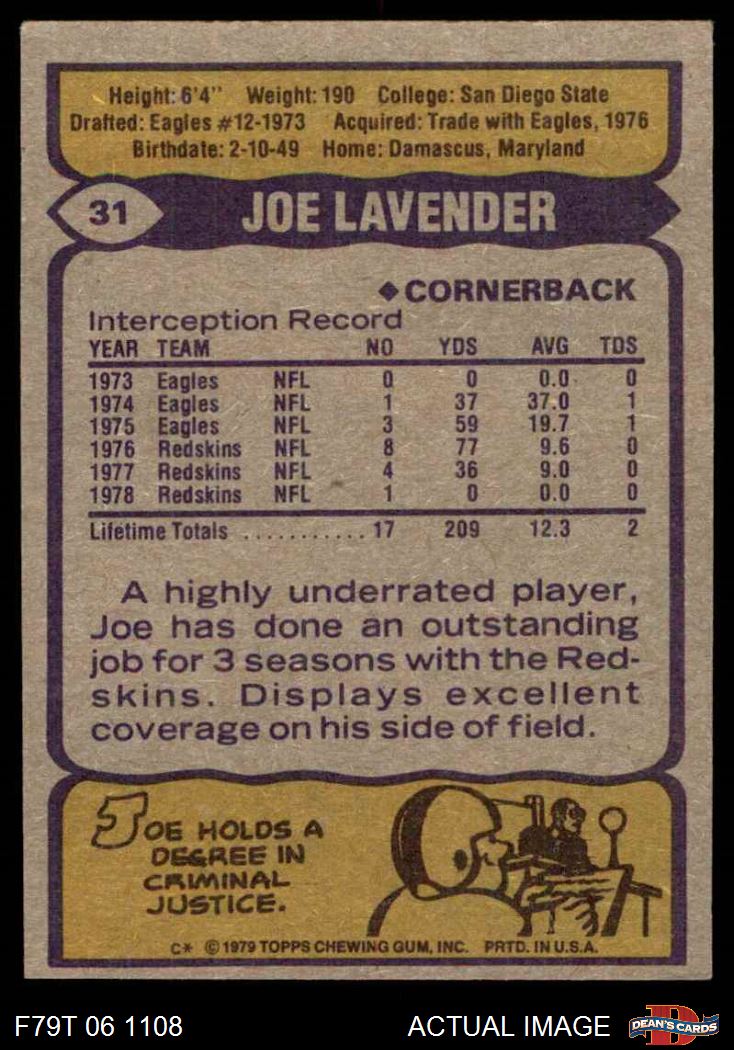 Height: 6'4" Weight: 190 College: San Diego State
Drafted: Eagles #12-1973 Acquired: Trade with Eagles, 1976
Birthdate: 2-10-49 Home: Damascus, Maryland
31 JOE LAVENDER
◆CORNERBACK
Interception Record
YEAR TEAM NO YDS AVG TDS
1973 Eagles NFL 0 0 0.0 0
1974 Eagles NFL 1 37 37.0 1
1975 Eagles NFL 3 59 19.7 1
1976 Redskins NFL 8 77 9.6 0
1977 Redskins NFL 4 36 9.0 0
1978 Redskins NFL 1 0 0.0 0
Lifetime Totals ........... 17 209 12.3 2
A highly underrated player,
Joe has done an outstanding
job for 3 seasons with the Red-
skins. Displays excellent
coverage on his side of field.
JOE HOLDS A
DEGREE IN
CRIMINAL
JUSTICE.
C* © 1979 TOPPS CHEWING GUM, INC. PRTD. IN U.S.A.
F79T 06 1108 ACTUAL IMAGE D DEAN'S CARDS